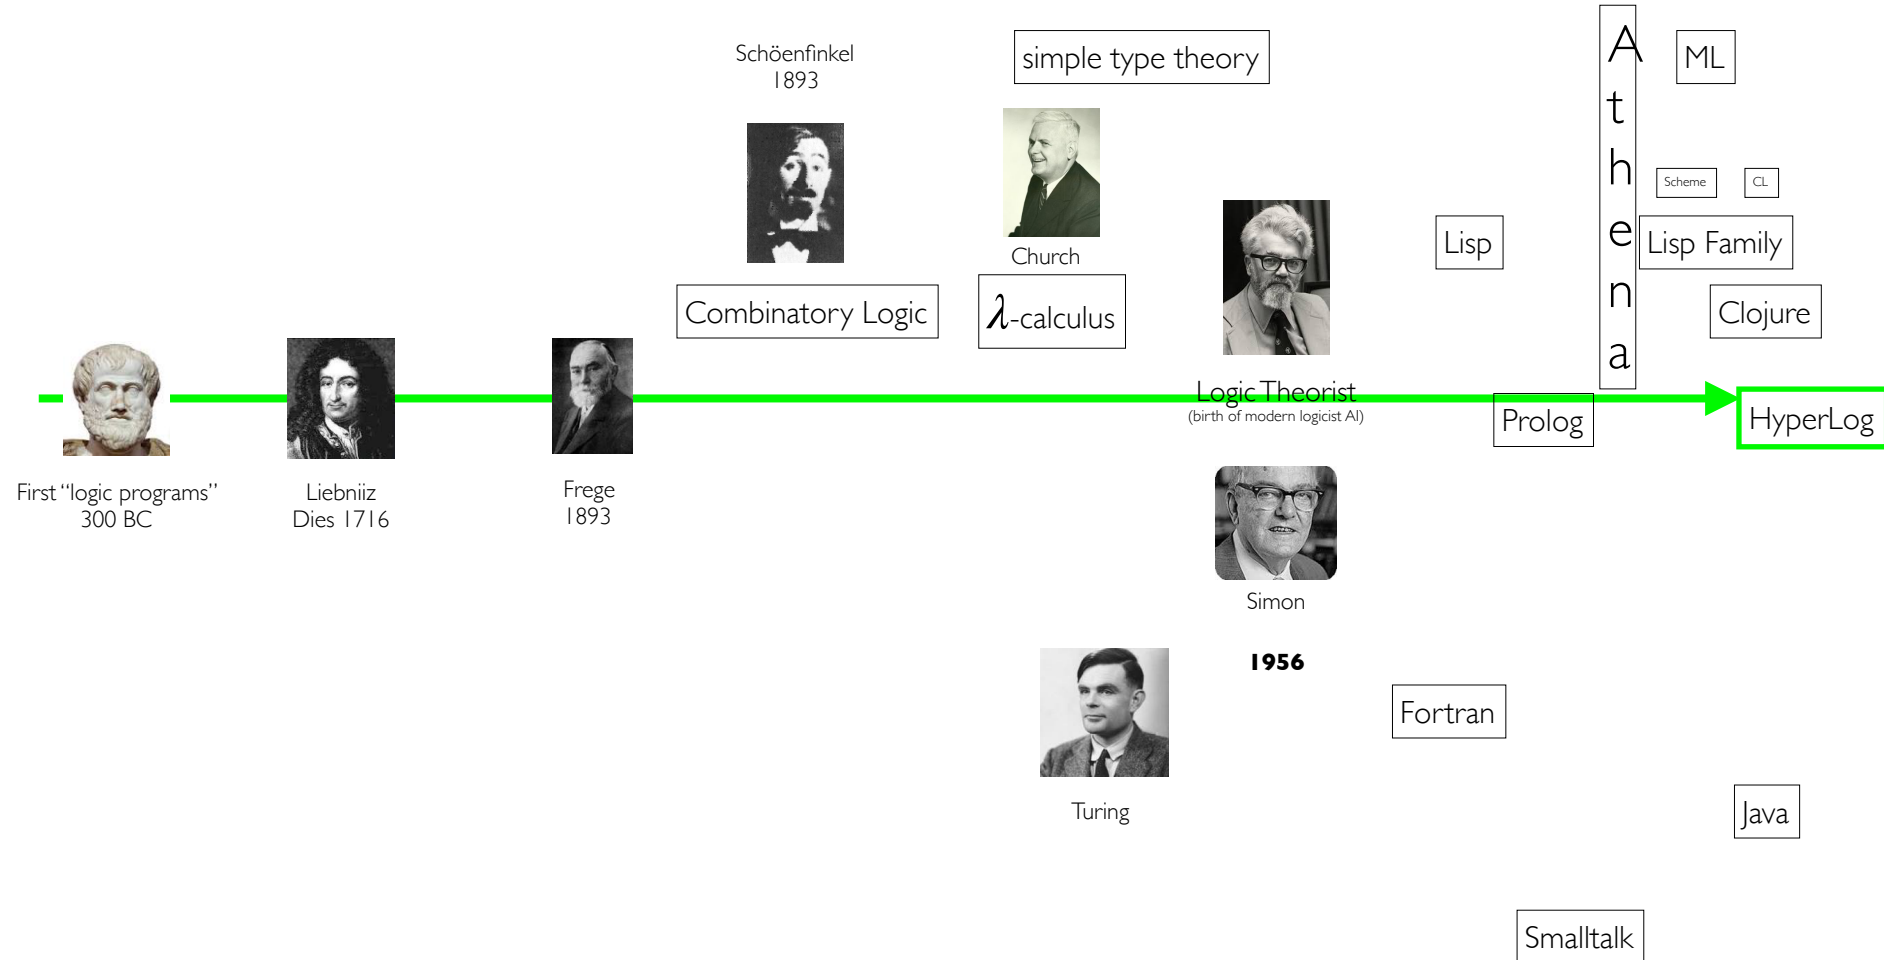 Schöenfinkel
1893
simple type theory
A
t
h
e
n
a
ML
Scheme
CL
Church
Lisp
Lisp Family
Combinatory Logic
λ-calculus
Clojure
Logic Theorist
(birth of modern logicist AI)
Prolog
HyperLog
First “logic programs”
300 BC
Liebniiz
Dies 1716
Frege
1893
Simon
1956
Fortran
Turing
Java
Smalltalk